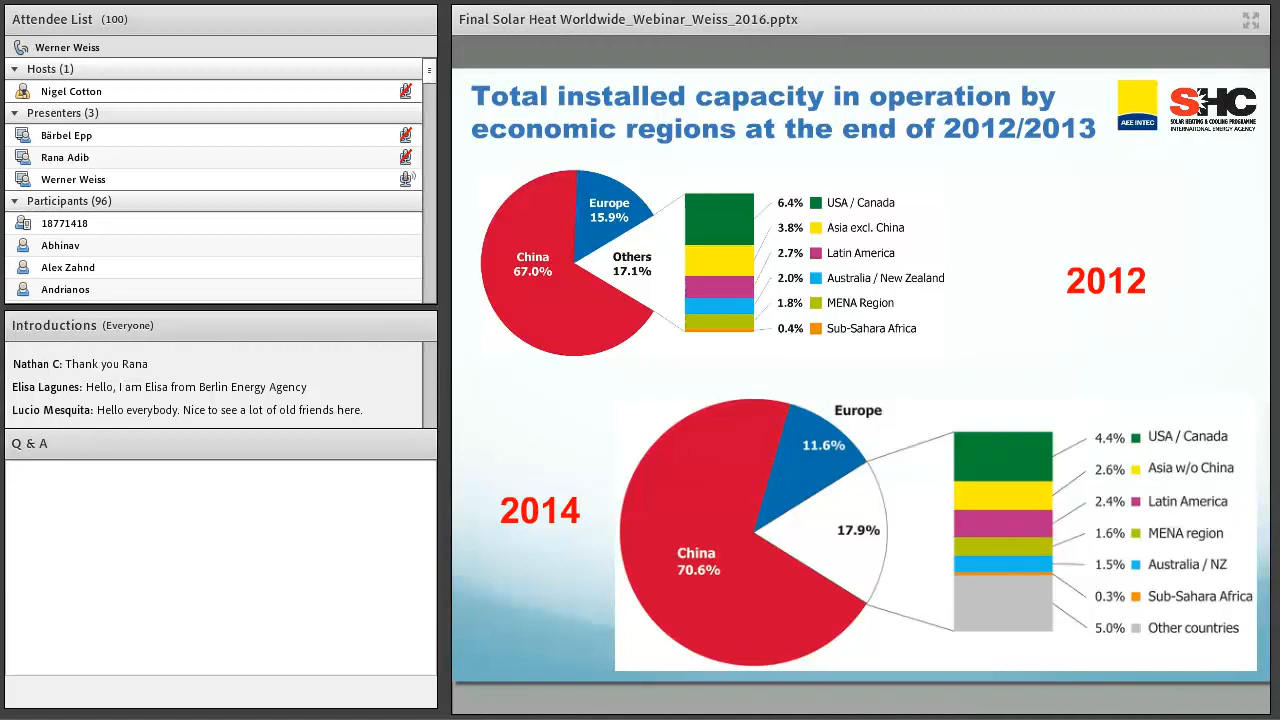 Attendee List (100)
Werner Weiss
Hosts (1)
Nigel Cotton
Presenters (3)
Bärbel Epp
Rana Adib
Werner Weiss
Participants (96)
18771418
Abhinav
Alex Zahnd
Andrianos
Introductions (Everyone)
Nathan C: Thank you Rana
Elisa Lagunes: Hello, I am Elisa from Berlin Energy Agency
Lucio Mesquita: Hello everybody. Nice to see a lot of old friends here.
Q & A
Final Solar Heat Worldwide_Webinar_Weiss_2016.pptx
Total installed capacity in operation by
economic regions at the end of 2012/2013
AEE INTEC
SHC
SOLAR HEATING & COOLING PROGRAMME
INTERNATIONAL ENERGY AGENCY
Europe
15.9%
China
67.0%
Others
17.1%
6.4% USA / Canada
3.8% Asia excl. China
2.7% Latin America
2.0% Australia / New Zealand
1.8% MENA Region
0.4% Sub-Sahara Africa
2012
2014
Europe
11.6%
17.9%
China
70.6%
4.4% USA / Canada
2.6% Asia w/o China
2.4% Latin America
1.6% MENA region
1.5% Australia / NZ
0.3% Sub-Sahara Africa
5.0% Other countries